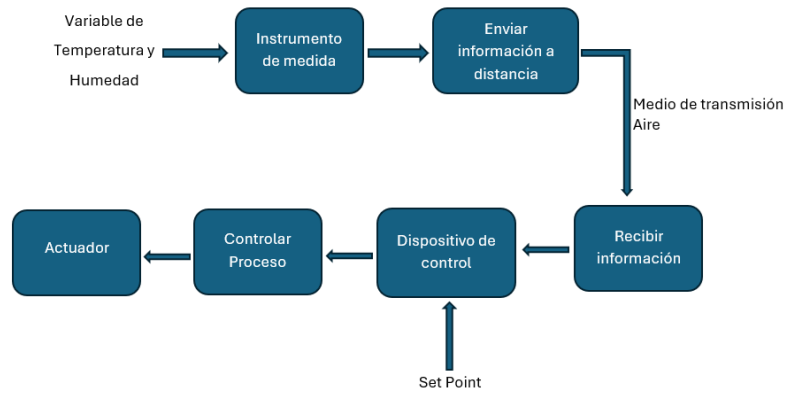 Variable de
Temperatura y
Humedad
Instrumento
de medida
Enviar
información a
distancia
Medio de transmisión
Aire
Actuador
Controlar
Proceso
Dispositivo de
control
Recibir
información
Set Point